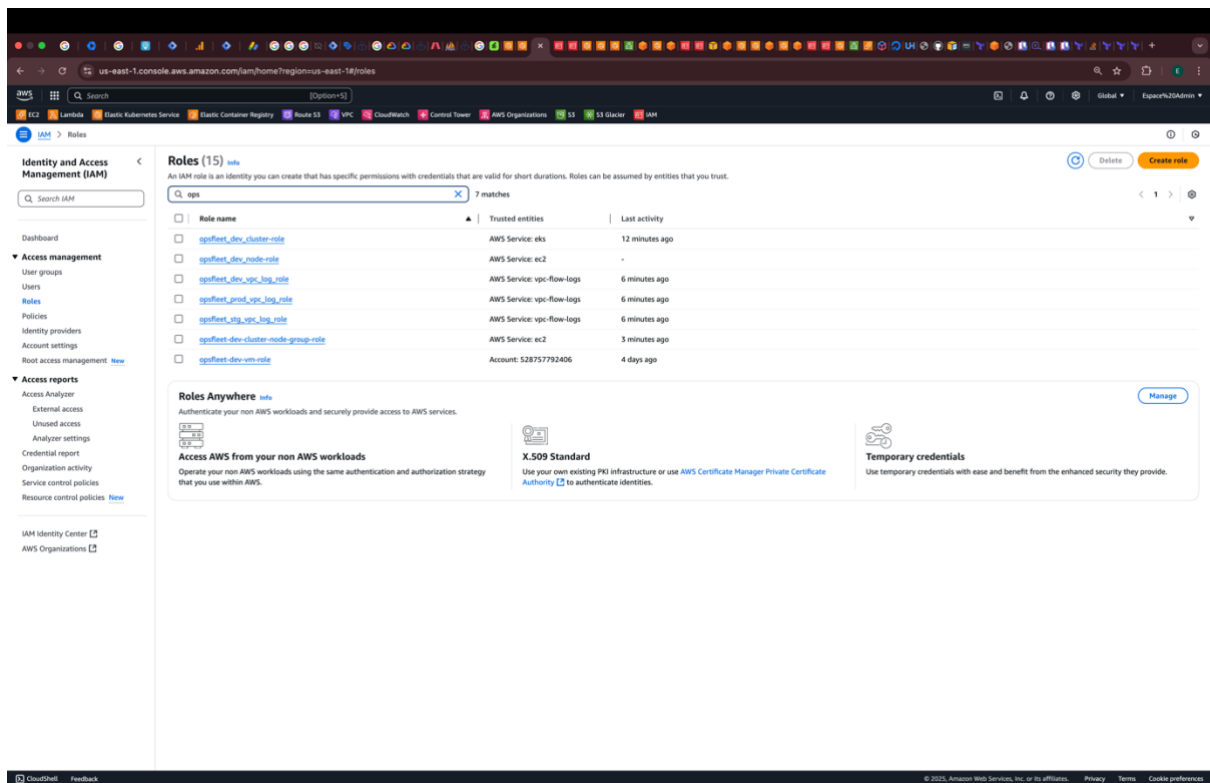 us-east-1.console.aws.amazon.com/iam/home?region=us-east-1#/roles
aws Search [Option+S] Global Espace%20Admin
EC2 Lambda Elastic Kubernetes Service Elastic Container Registry Route 53 VPC CloudWatch Control Tower AWS Organizations S3 S3 Glacier IAM
IAM > Roles
Identity and Access Management (IAM)
Search IAM
Dashboard
Access management
User groups
Users
Roles
Policies
Identity providers
Account settings
Root access management New
Access reports
Access Analyzer
External access
Unused access
Analyzer settings
Credential report
Organization activity
Service control policies
Resource control policies New
IAM Identity Center
AWS Organizations
Roles (15) Info
Delete Create role
An IAM role is an identity you can create that has specific permissions with credentials that are valid for short durations. Roles can be assumed by entities that you trust.
ops 7 matches
1
Role name Trusted entities Last activity
opsfleet_dev_cluster-role AWS Service: eks 12 minutes ago
opsfleet_dev_node-role AWS Service: ec2 -
opsfleet_dev_vpc_log_role AWS Service: vpc-flow-logs 6 minutes ago
opsfleet_prod_vpc_log_role AWS Service: vpc-flow-logs 6 minutes ago
opsfleet_stg_vpc_log_role AWS Service: vpc-flow-logs 6 minutes ago
opsfleet-dev-cluster-node-group-role AWS Service: ec2 3 minutes ago
opsfleet-dev-vm-role Account: 528757792406 4 days ago
Roles Anywhere Info
Manage
Authenticate your non AWS workloads and securely provide access to AWS services.
Access AWS from your non AWS workloads
Operate your non AWS workloads using the same authentication and authorization strategy
that you use within AWS.
X.509 Standard
Use your own existing PKI infrastructure or use AWS Certificate Manager Private Certificate
Authority to authenticate identities.
Temporary credentials
Use temporary credentials with ease and benefit from the enhanced security they provide.
CloudShell Feedback © 2025, Amazon Web Services, Inc. or its affiliates. Privacy Terms Cookie preferences